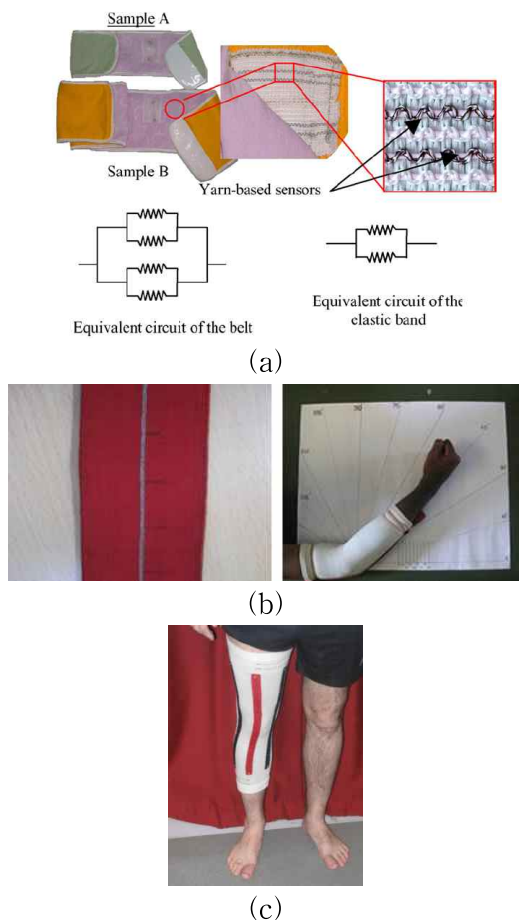 Sample A
Sample B
Yarn-based sensors
Equivalent circuit of the belt
Equivalent circuit of the
elastic band
(a)
(b)
(c)